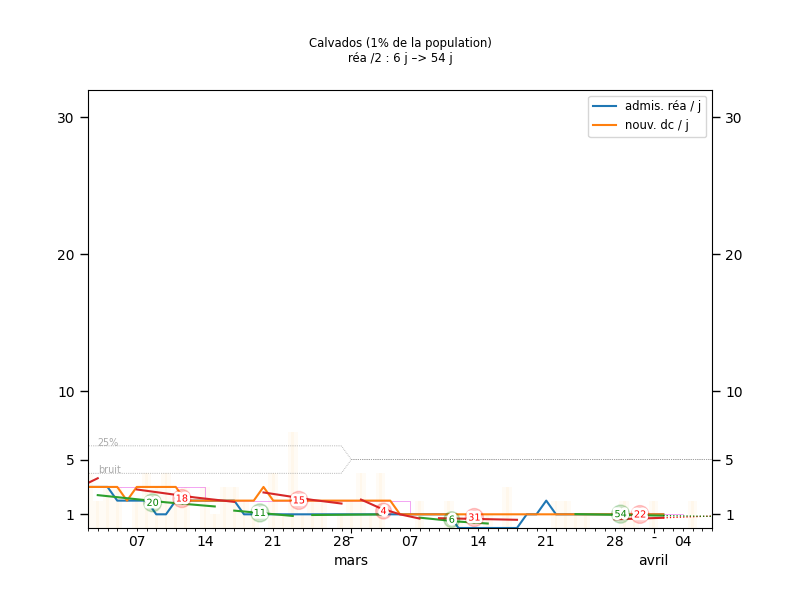 Calvados (1% de la population)
réa /2 : 6 j –> 54 j
admis. réa / j
nouv. dc / j
30 30
20 20
10 10
5 5
1 1
25%
bruit
20 18 11 15 4 6 31 54 22
07 14 21 28 07 14 21 28 - 04
mars avril